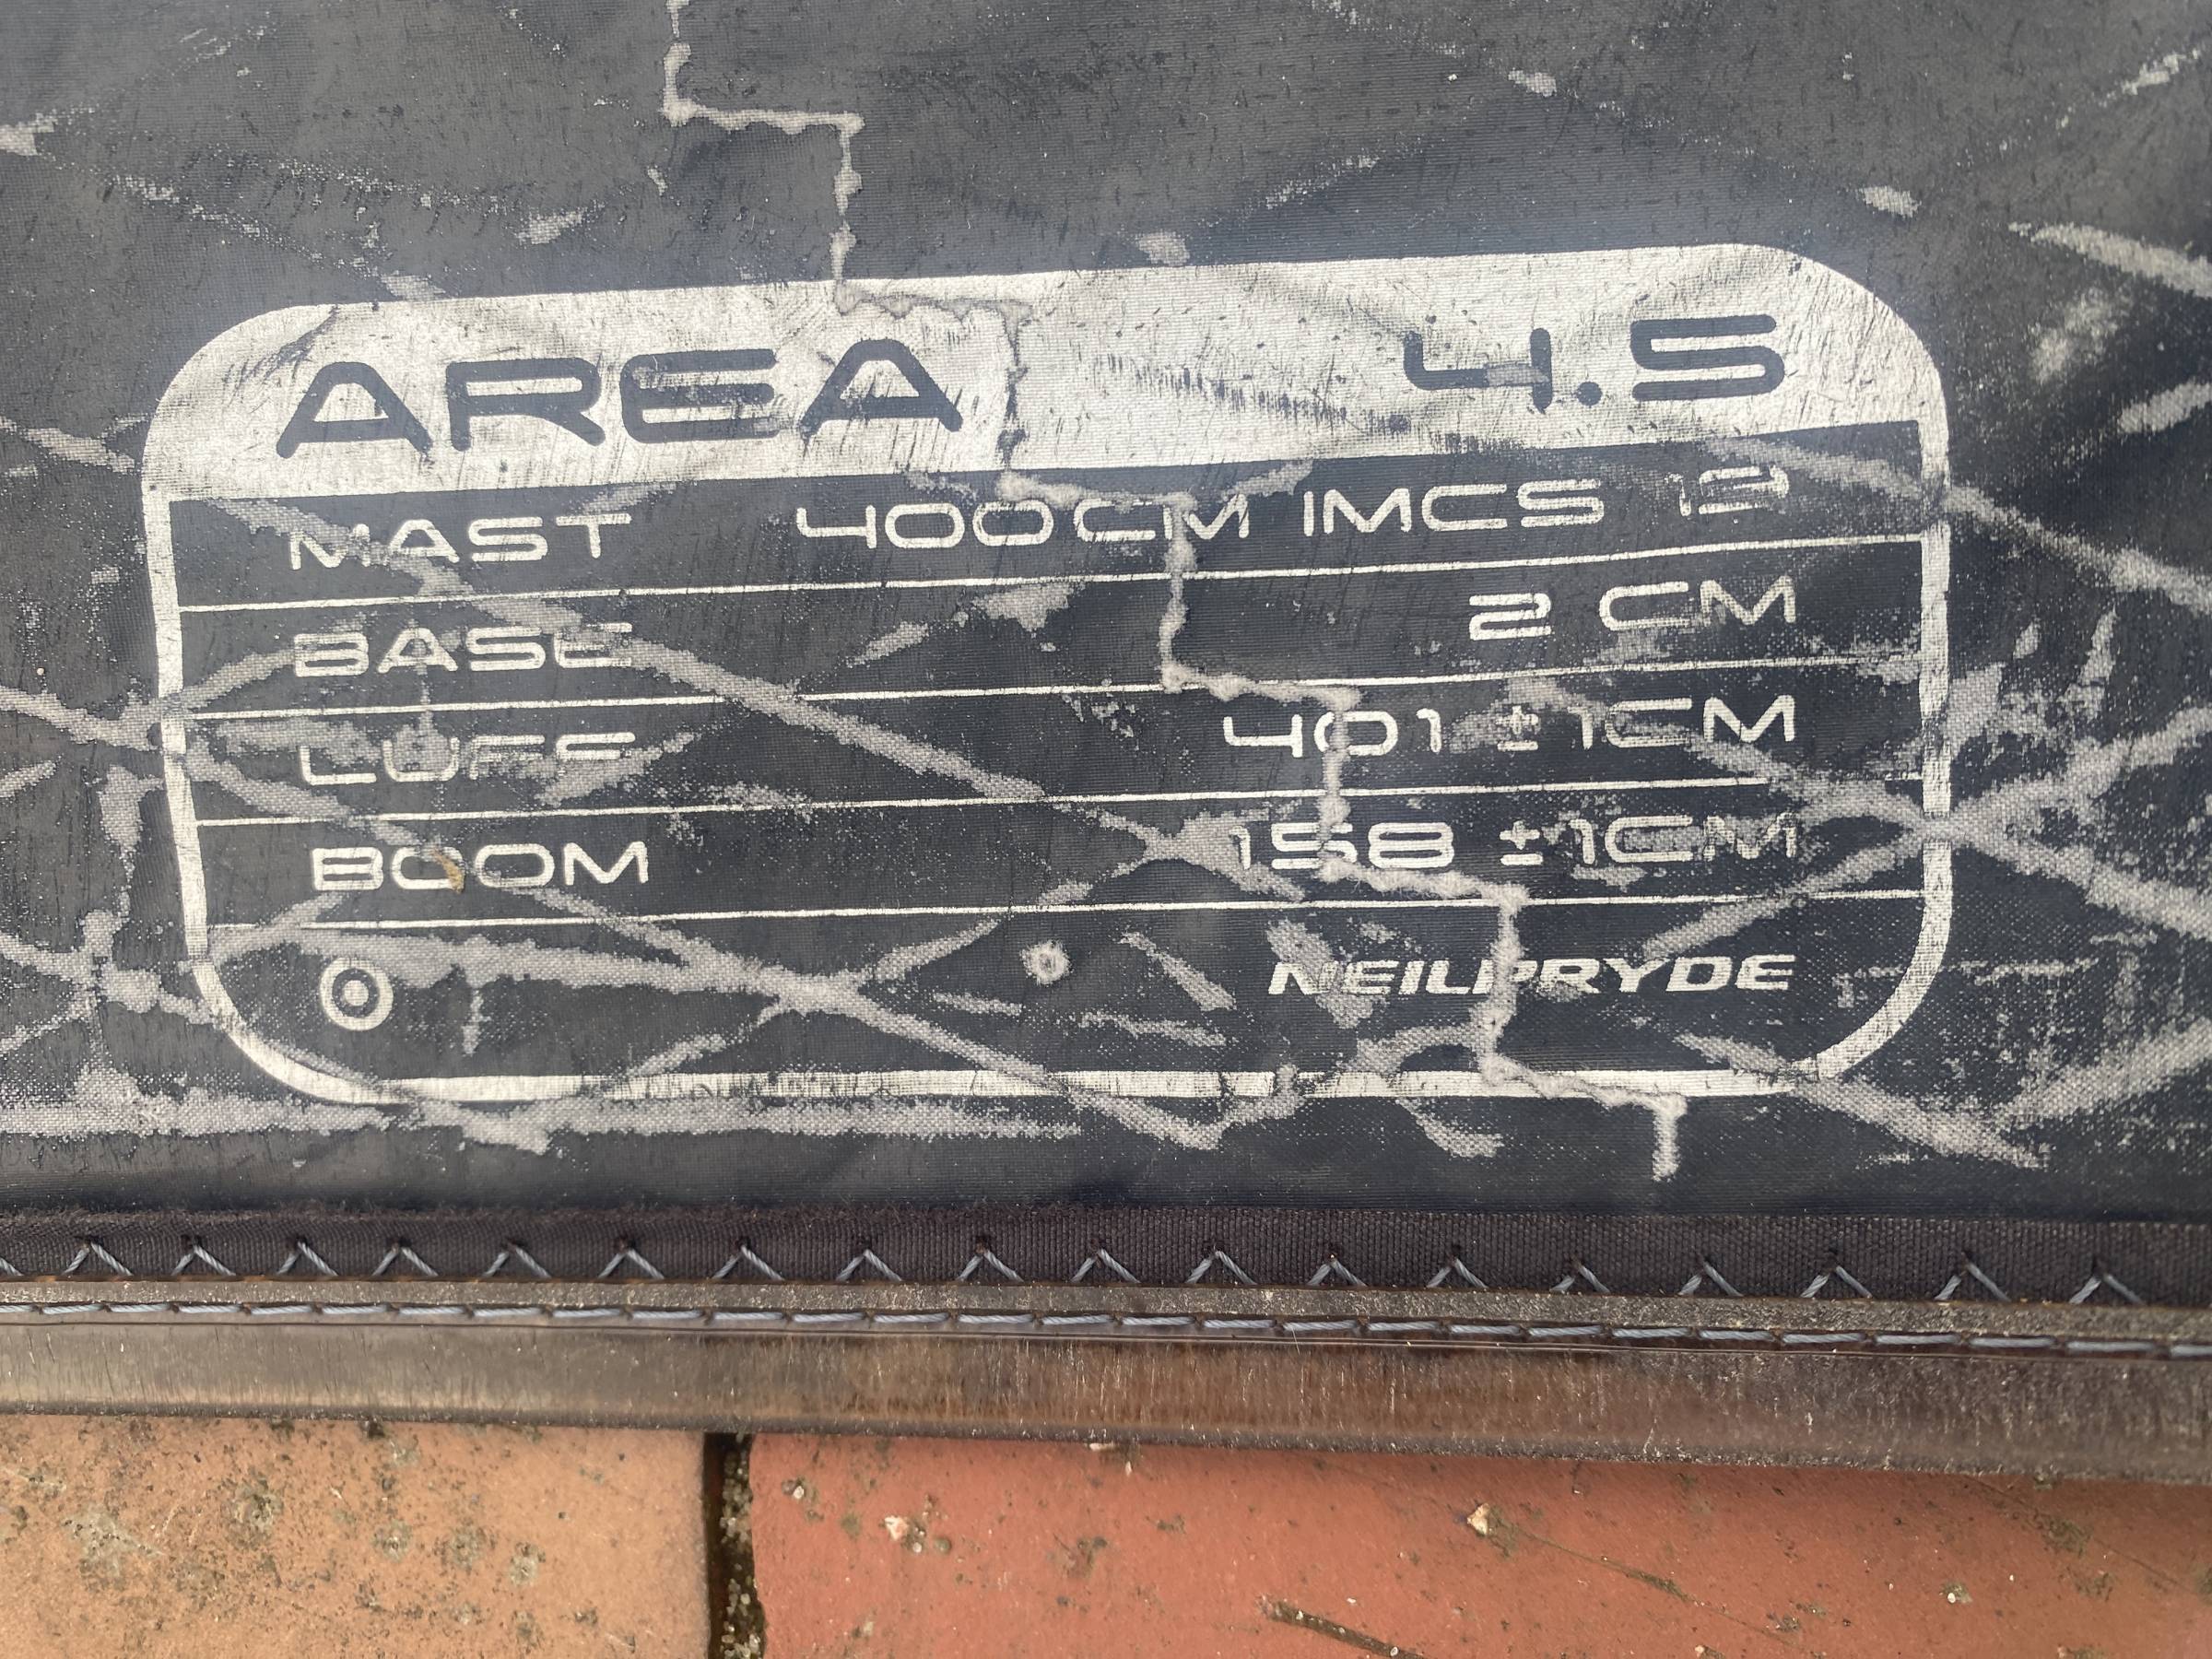 AREA 4.5
MAST 400CM IMCS 19
BASE 2 CM
LUFF 401 ±1CM
BOOM 158 ±1CM
NEILPRYDE